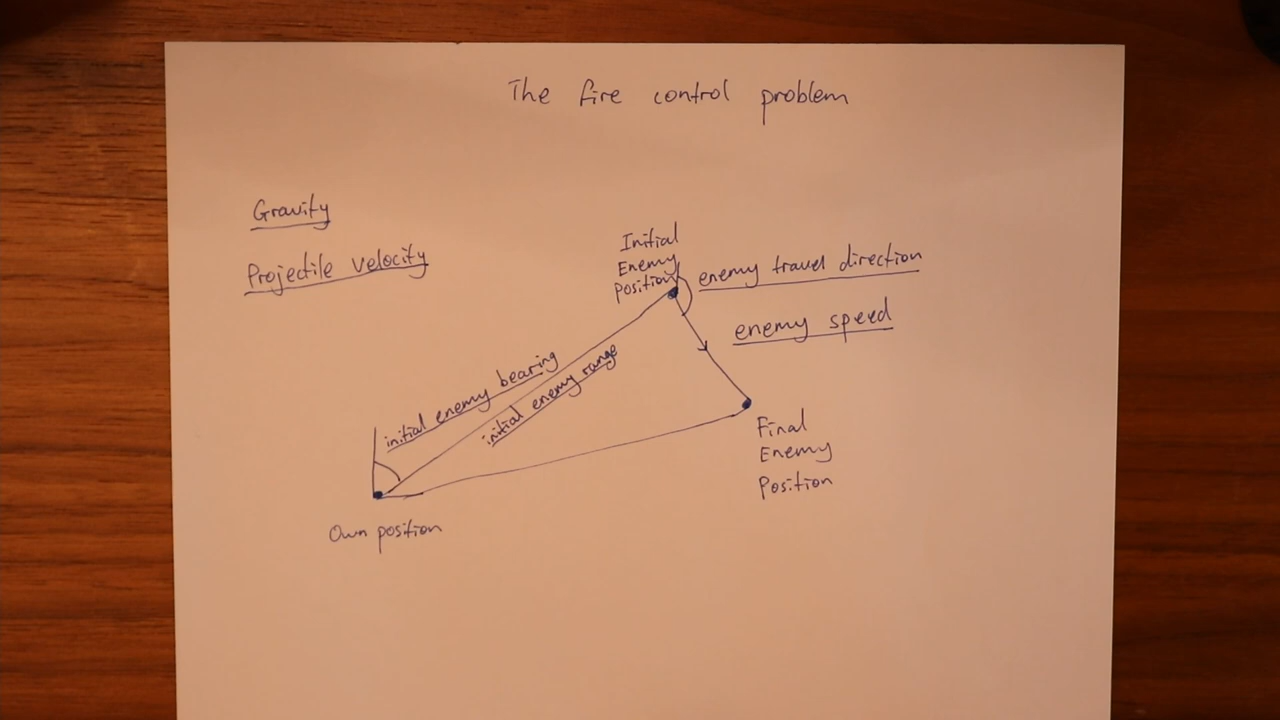 The fire control problem
Gravity
Projectile velocity
Initial
Enemy
Position
enemy travel direction
enemy speed
initial enemy bearing
initial enemy range
Final
Enemy
Position
Own position